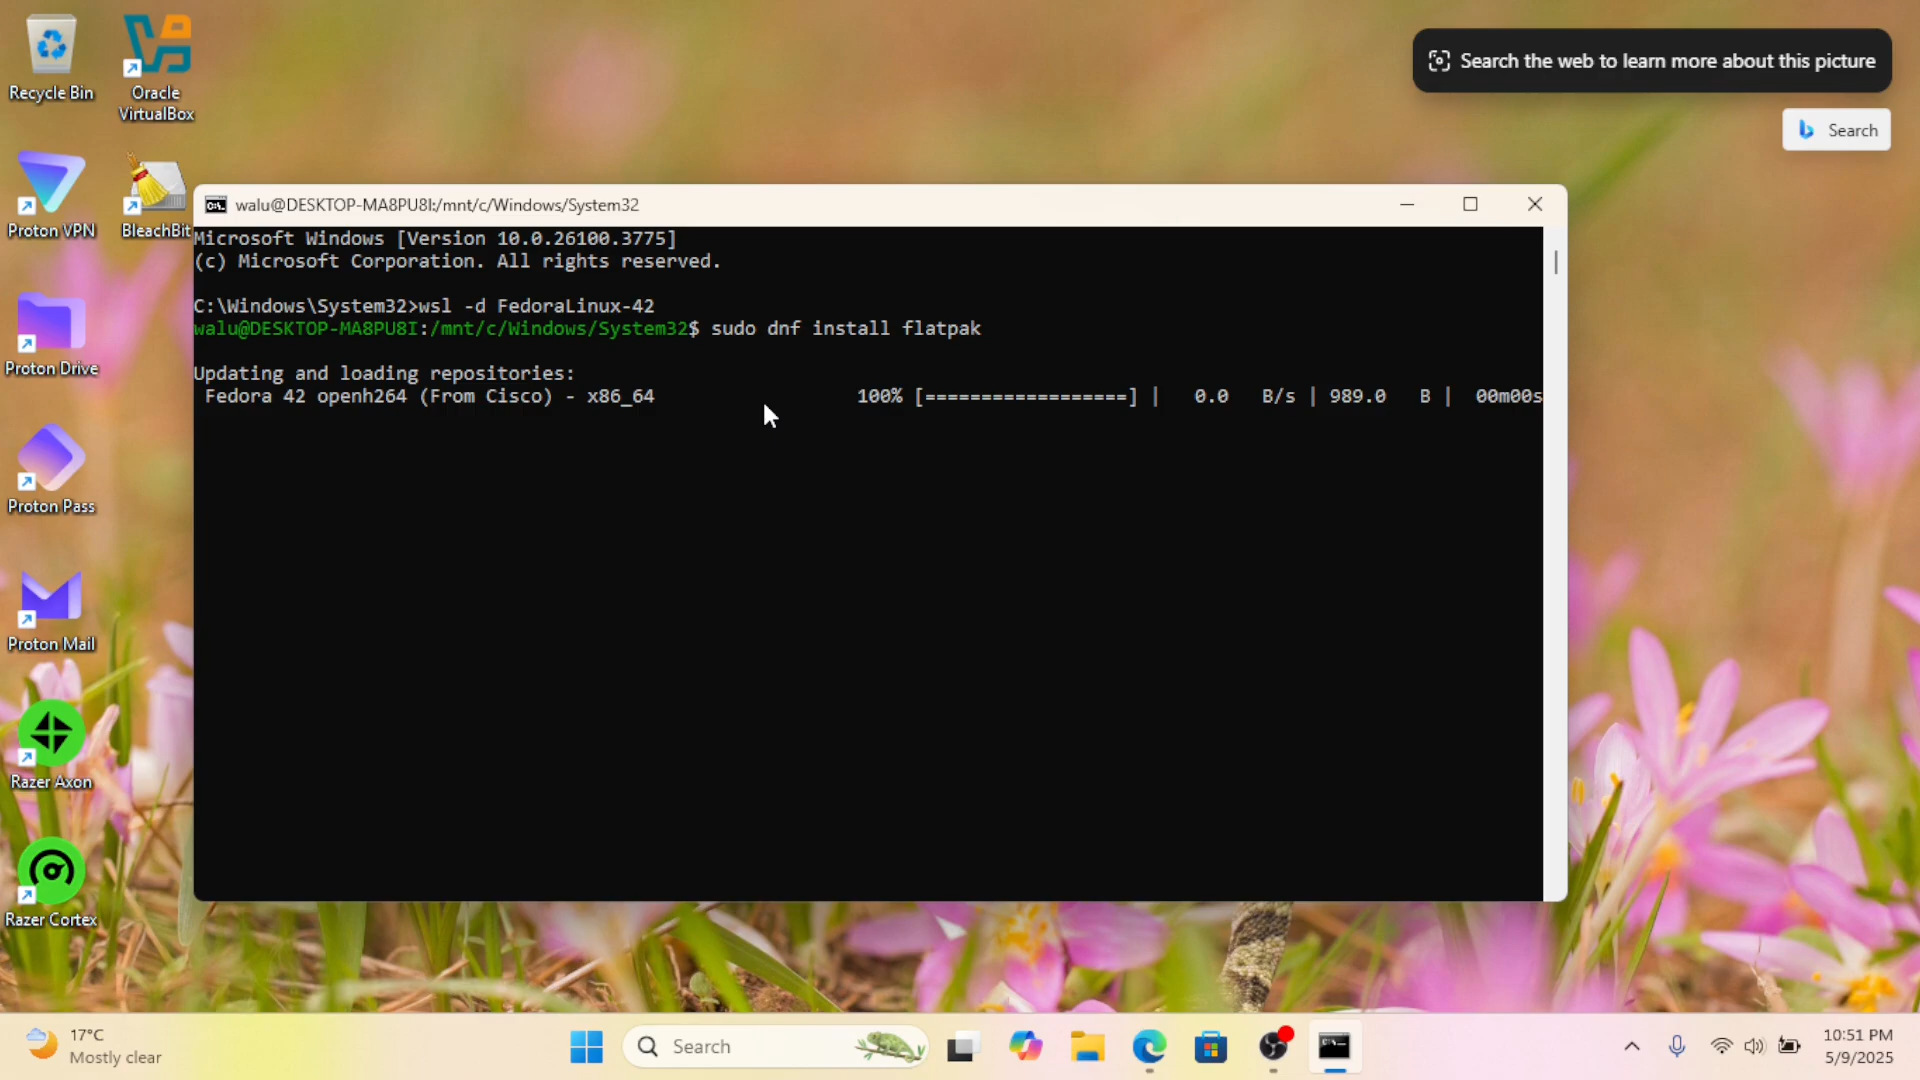 Recycle Bin
Oracle
VirtualBox
Proton VPN
BleachBit
Proton Drive
Proton Pass
Proton Mail
Razer Axon
Razer Cortex
Search the web to learn more about this picture
Search
walu@DESKTOP-MA8PU8I:/mnt/c/Windows/System32
Microsoft Windows [Version 10.0.26100.3775]
(c) Microsoft Corporation. All rights reserved.
C:\Windows\System32>wsl -d FedoraLinux-42
walu@DESKTOP-MA8PU8I:/mnt/c/Windows/System32$ sudo dnf install flatpak
Updating and loading repositories:
Fedora 42 openh264 (From Cisco) - x86_64 100% [==================] | 0.0 B/s | 989.0 B | 00m00s
17°C
Mostly clear
Search
10:51 PM
5/9/2025